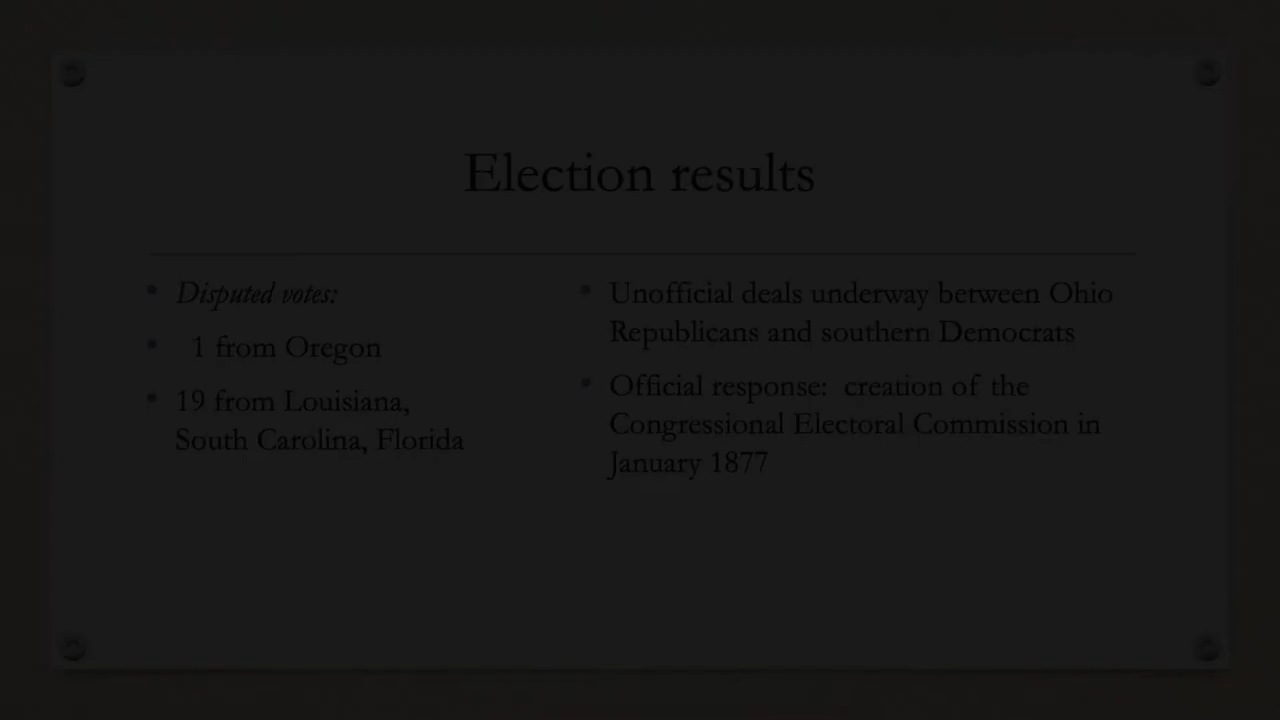 Election results
Disputed votes:
1 from Oregon
19 from Louisiana,
South Carolina, Florida
Unofficial deals underway between Ohio
Republicans and southern Democrats
Official response:  creation of the
Congressional Electoral Commission in
January 1877